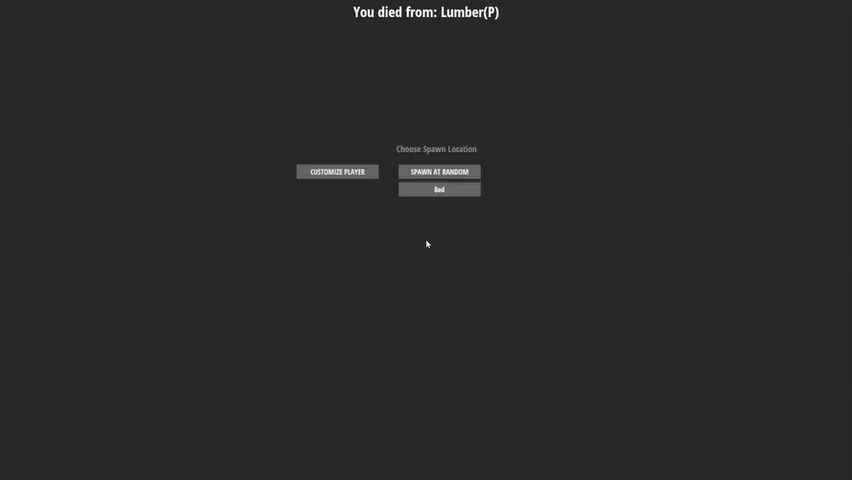 You died from: Lumber(P)
Choose Spawn Location
CUSTOMIZE PLAYER
SPAWN AT RANDOM
Bed